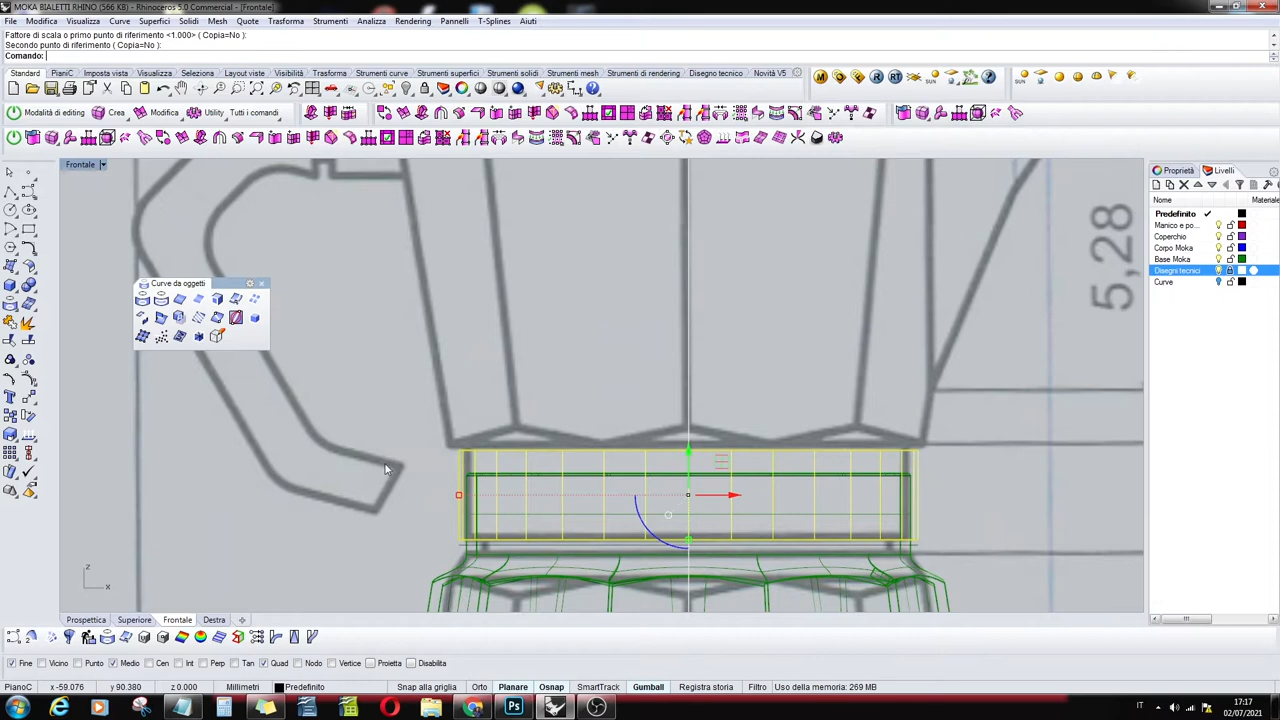 MOKA BIALETTI RHINO (566 KB) - Rhinoceros 5.0 Commercial - [Frontale]
File Modifica Visualizza Curve Superfici Solidi Mesh Quote Trasforma Strumenti Analizza Rendering Pannelli T-Splines Aiuti
Fattore di scala o primo punto di riferimento <1.000> ( Copia=No ):
Secondo punto di riferimento ( Copia=No ):
Comando:
Standard PianiC Imposta vista Visualizza Selezione Layout viste Visibilità Trasforma Strumenti curve Strumenti superfici Strumenti solidi Strumenti mesh Strumenti di rendering Disegno tecnico Novità V5
Modalità di editing Crea Modifica Utility Tutti i comandi
Frontale
Proprietà Livelli
Nome Materiale
Predefinito
Manico e po...
Coperchio
Corpo Moka
Base Moka
Disegni tecnici
Curve
Curve da oggetti
5,28
z
x
Prospettica Superiore Frontale Destra
Fine Vicino Punto Medio Cen Int Perp Tan Quad Nodo Vertice Proietta Disabilita
PianoC x -59.076 y 90.380 z 0.000 Millimetri Predefinito Snap alla griglia Orto Planare Osnap SmartTrack Gumball Registra storia Filtro Uso della memoria: 269 MB
IT 17:17
02/07/2021